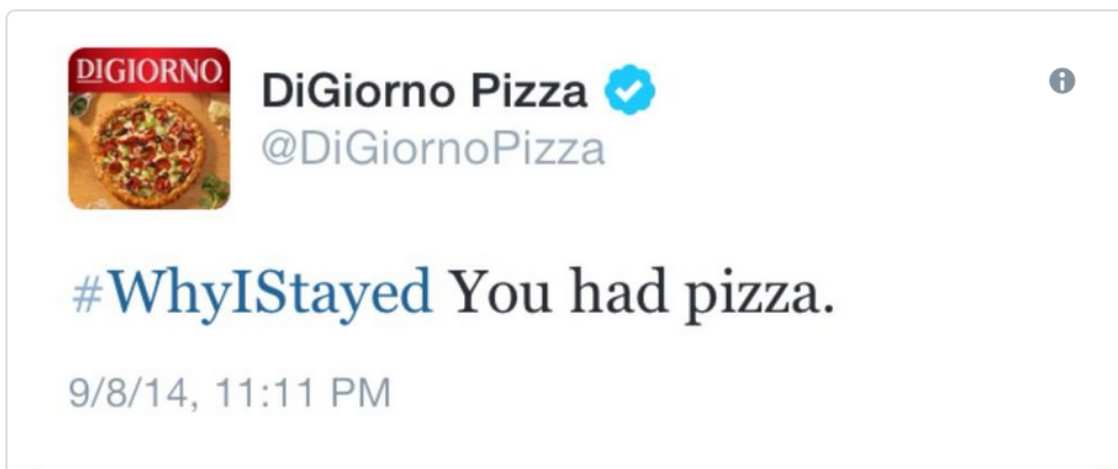 DIGIORNO
DiGiorno Pizza
@DiGiornoPizza
#WhyIStayed You had pizza.
9/8/14, 11:11 PM